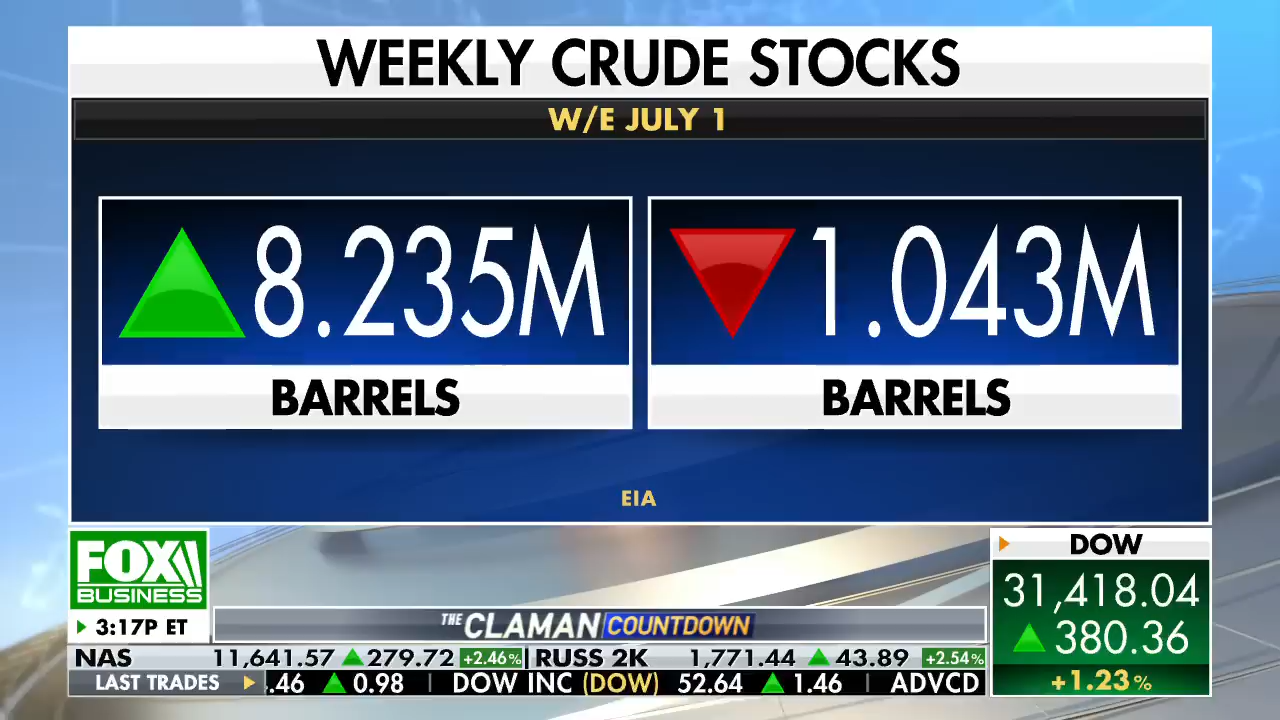 WEEKLY CRUDE STOCKS
W/E JULY 1
8.235M
BARRELS
1.043M
BARRELS
EIA
FOX
BUSINESS
3:17P ET
THE CLAMAN COUNTDOWN
DOW
31,418.04
380.36
+1.23%
NAS 11,641.57 279.72 +2.46% RUSS 2K 1,771.44 43.89 +2.54%
LAST TRADES .46 0.98 DOW INC (DOW) 52.64 1.46 ADVCD